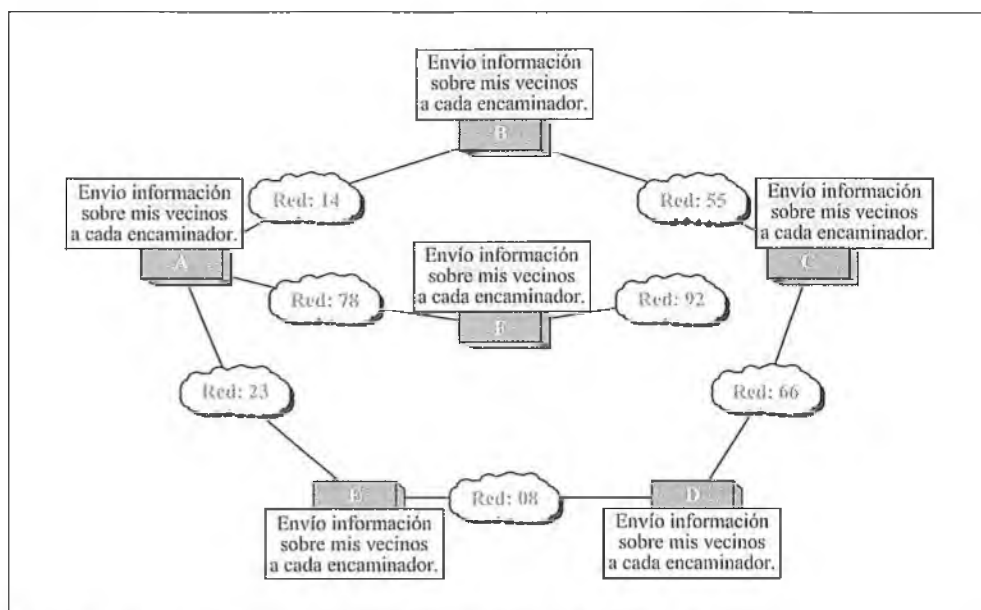 Envío información
sobre mis vecinos
a cada encaminador.
B
Envío información
sobre mis vecinos
a cada encaminador.
A
Red: 14
Red: 55
Envío información
sobre mis vecinos
a cada encaminador.
C
Envío información
sobre mis vecinos
a cada encaminador.
F
Red: 78
Red: 92
Red: 23
Red: 66
E
Red: 08
D
Envío información
sobre mis vecinos
a cada encaminador.
Envío información
sobre mis vecinos
a cada encaminador.